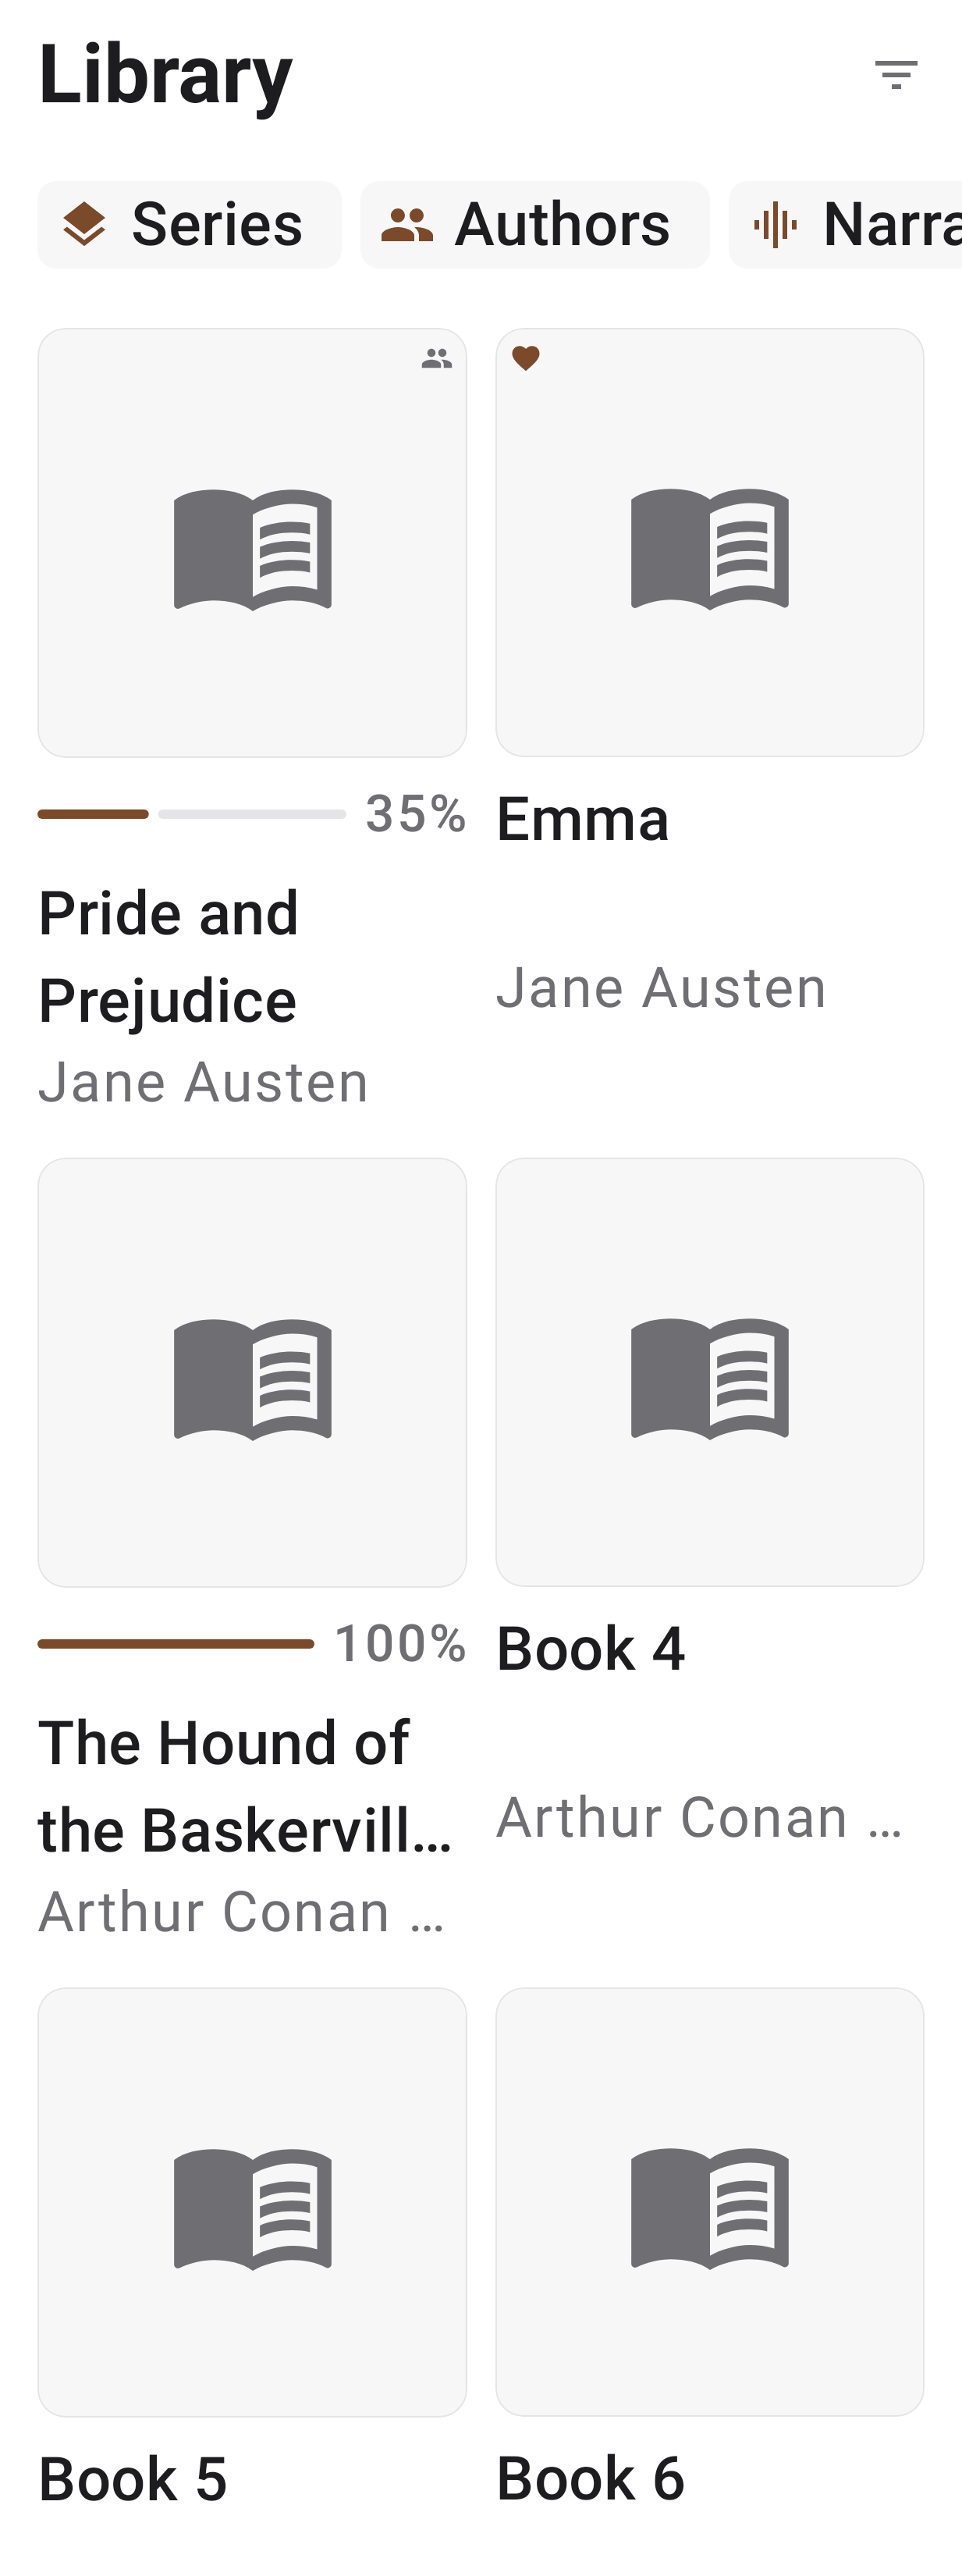 Library
Series
Authors
Narra
35%
Pride and
Prejudice
Jane Austen
Emma
Jane Austen
100%
The Hound of
the Baskervill…
Arthur Conan …
Book 4
Arthur Conan …
Book 5
Book 6